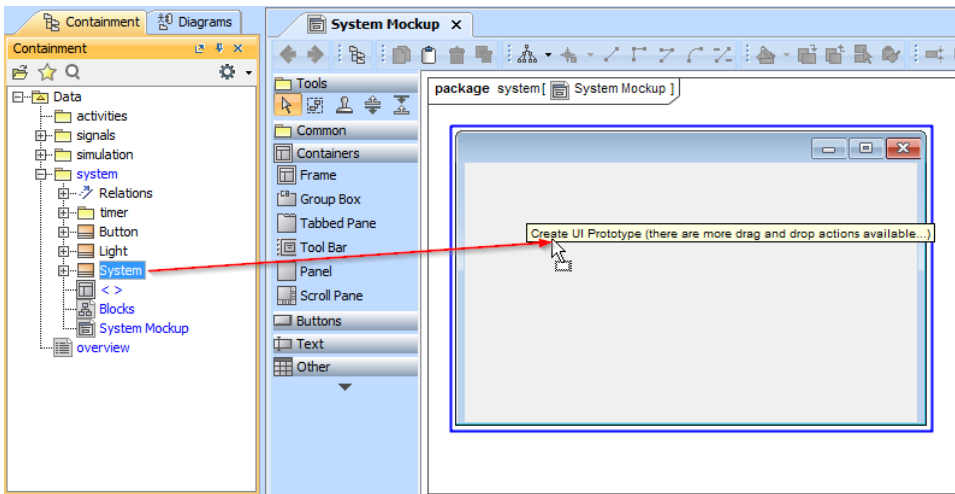 Containment
Diagrams
Containment
Data
activities
signals
simulation
system
Relations
timer
Button
Light
System
< >
Blocks
System Mockup
overview
System Mockup
Tools
Common
Containers
Frame
Group Box
Tabbed Pane
Tool Bar
Panel
Scroll Pane
Buttons
Text
Other
package system[ System Mockup ]
Create UI Prototype (there are more drag and drop actions available...)